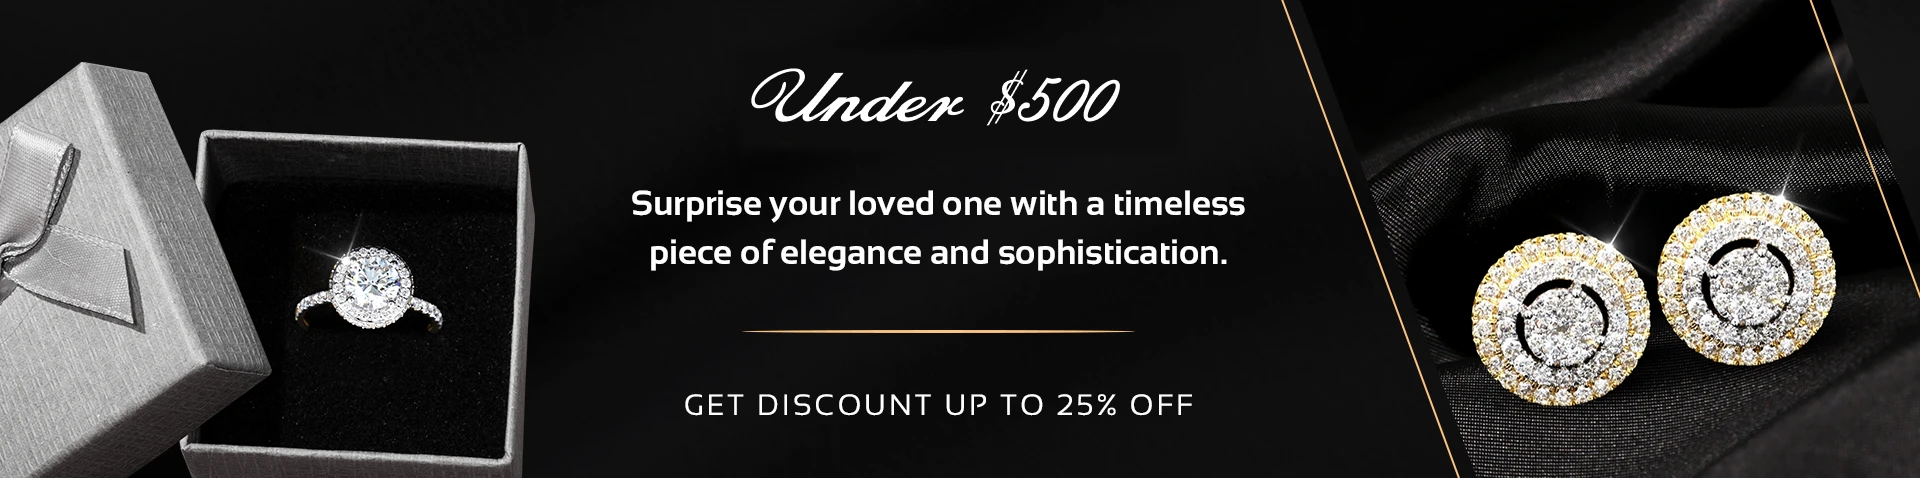 Under $500
Surprise your loved one with a timeless
piece of elegance and sophistication.
GET DISCOUNT UP TO 25% OFF